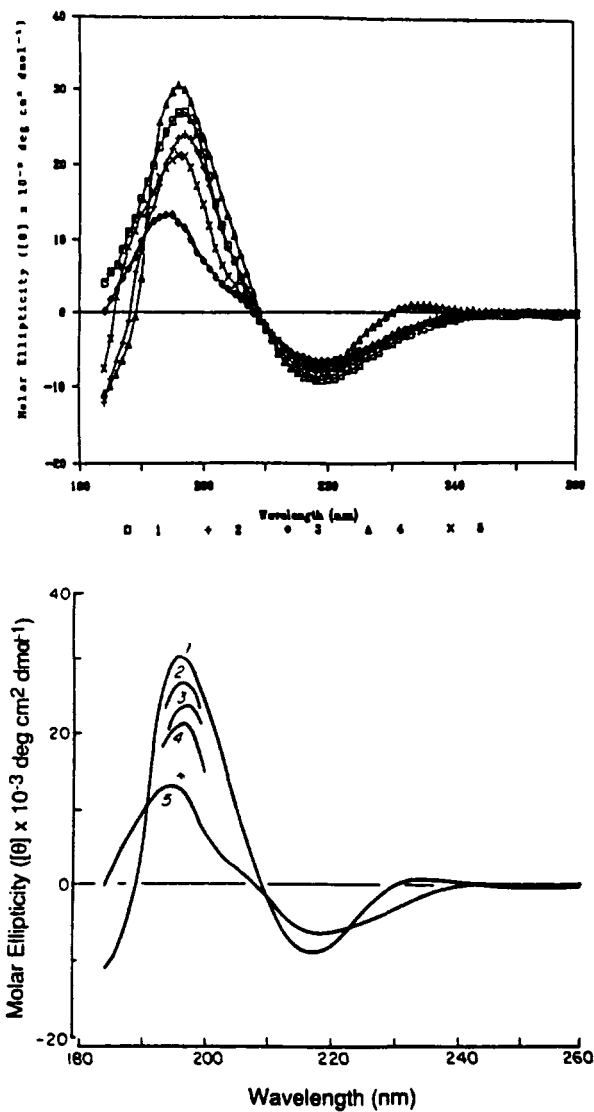 Molar Ellipticity ([θ] x deg cm² dmol⁻¹)
40
30
20
10
0
-10
-20
180 200 220 240 260
Wavelength (nm)
□ 1 + 2 ◇ 3 △ 4 × 5
Molar Ellipticity ([θ] x 10⁻³ deg cm² dmol⁻¹)
40
20
0
-20
1
2
3
4
5
180 200 220 240 260
Wavelength (nm)